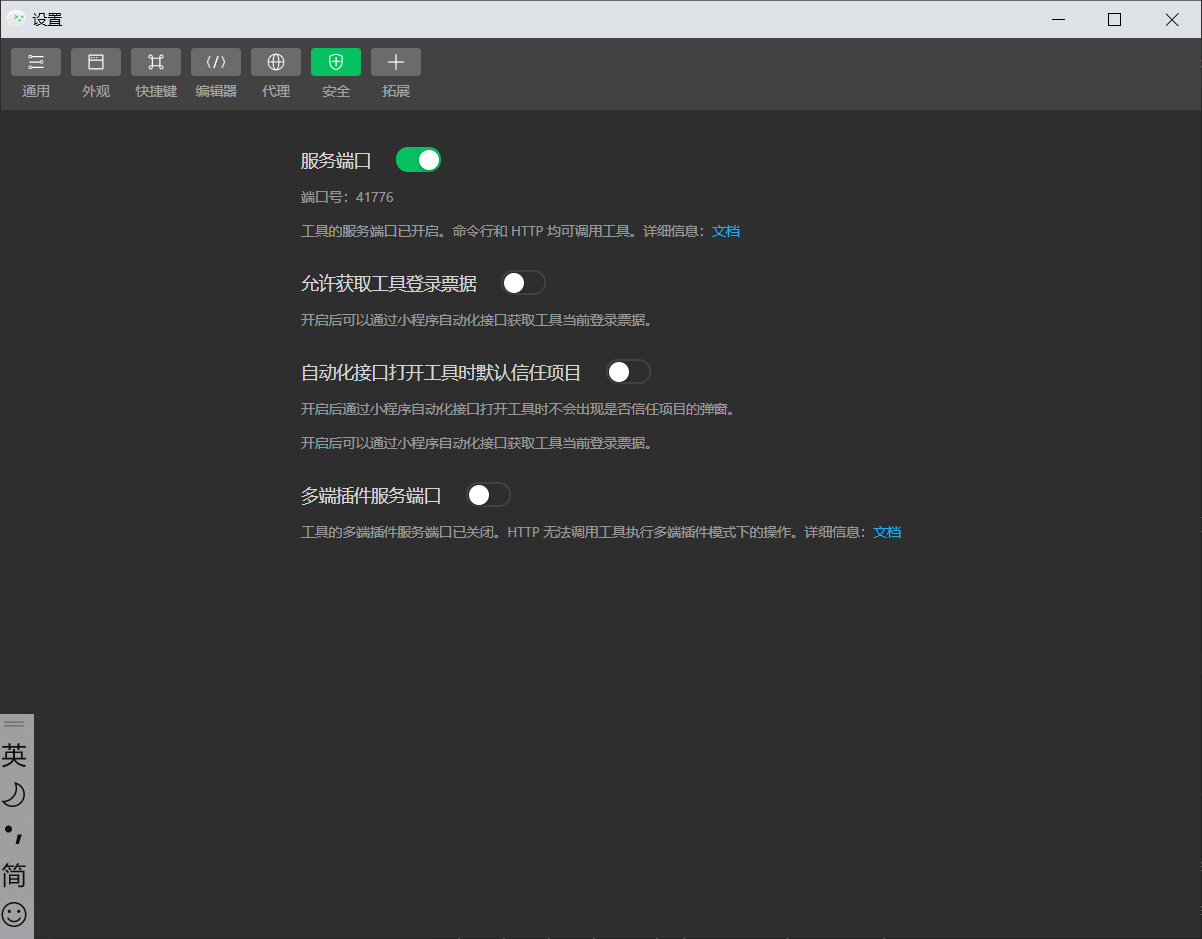 设置
通用 外观 快捷键 编辑器 代理 安全 拓展
服务端口
端口号：41776
工具的服务端口已开启。命令行和 HTTP 均可调用工具。详细信息：文档
允许获取工具登录票据
开启后可以通过小程序自动化接口获取工具当前登录票据。
自动化接口打开工具时默认信任项目
开启后通过小程序自动化接口打开工具时不会出现是否信任项目的弹窗。
开启后可以通过小程序自动化接口获取工具当前登录票据。
多端插件服务端口
工具的多端插件服务端口已关闭。HTTP 无法调用工具执行多端插件模式下的操作。详细信息：文档
英
简